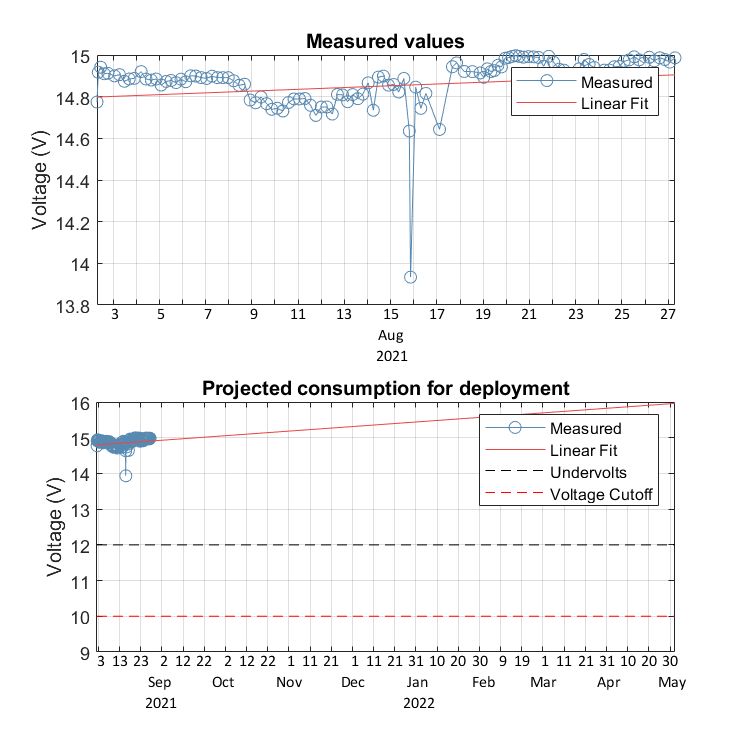 Measured values
Voltage (V)
15
14.8
14.6
14.4
14.2
14
13.8
Measured
Linear Fit
3 5 7 9 11 13 15 17 19 21 23 25 27
Aug
2021
Projected consumption for deployment
Voltage (V)
16
15
14
13
12
11
10
9
Measured
Linear Fit
Undervolts
Voltage Cutoff
3 13 23 2 12 22 2 12 22 1 11 21 1 11 21 31 10 20 30 9 19 1 11 21 31 10 20 30
Sep Oct Nov Dec Jan Feb Mar Apr May
2021 2022